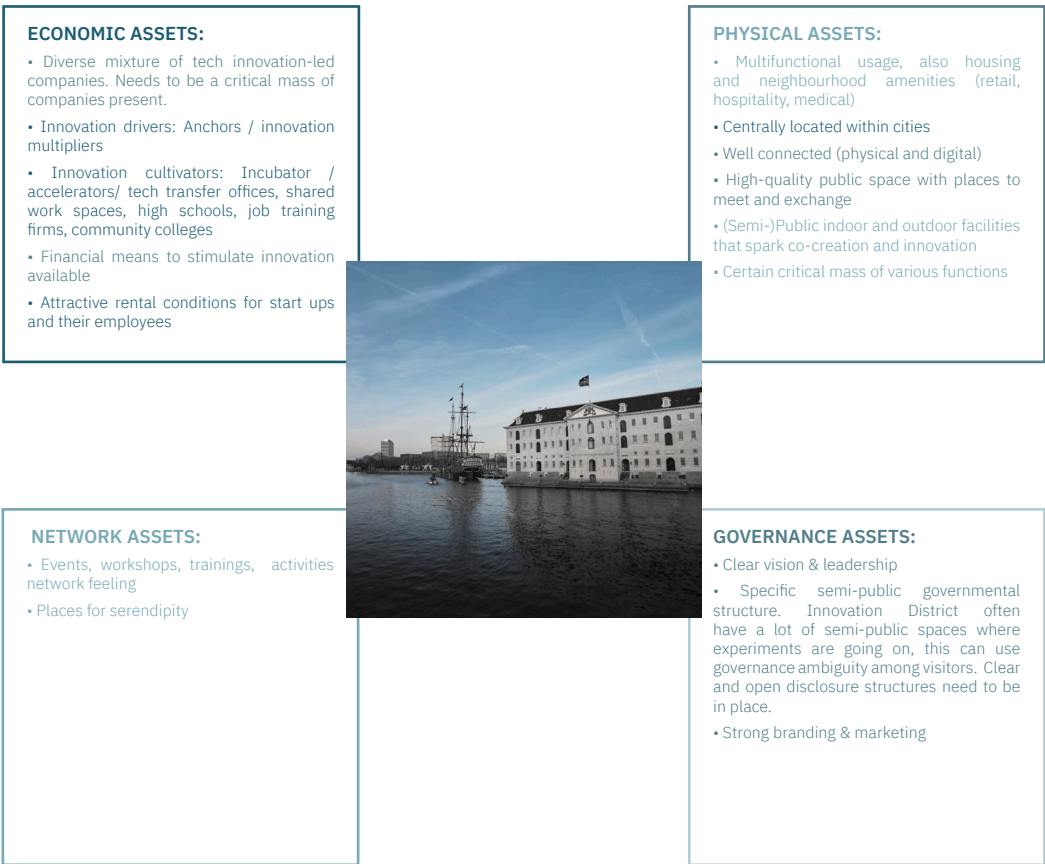 ECONOMIC ASSETS:
• Diverse mixture of tech innovation-led
companies. Needs to be a critical mass of
companies present.
• Innovation drivers: Anchors / innovation
multipliers
• Innovation cultivators: Incubator /
accelerators/ tech transfer offices, shared
work spaces, high schools, job training
firms, community colleges
• Financial means to stimulate innovation
available
• Attractive rental conditions for start ups
and their employees
PHYSICAL ASSETS:
• Multifunctional usage, also housing
and neighbourhood amenities (retail,
hospitality, medical)
• Centrally located within cities
• Well connected (physical and digital)
• High-quality public space with places to
meet and exchange
• (Semi-)Public indoor and outdoor facilities
that spark co-creation and innovation
• Certain critical mass of various functions
NETWORK ASSETS:
• Events, workshops, trainings, activities
network feeling
• Places for serendipity
GOVERNANCE ASSETS:
• Clear vision & leadership
• Specific semi-public governmental
structure. Innovation District often
have a lot of semi-public spaces where
experiments are going on, this can use
governance ambiguity among visitors. Clear
and open disclosure structures need to be
in place.
• Strong branding & marketing